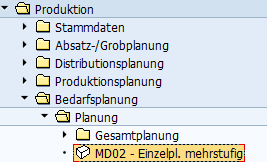 Produktion
Stammdaten
Absatz-/Grobplanung
Distributionsplanung
Produktionsplanung
Bedarfsplanung
Planung
Gesamtplanung
MD02 - Einzelpl. mehrstufig